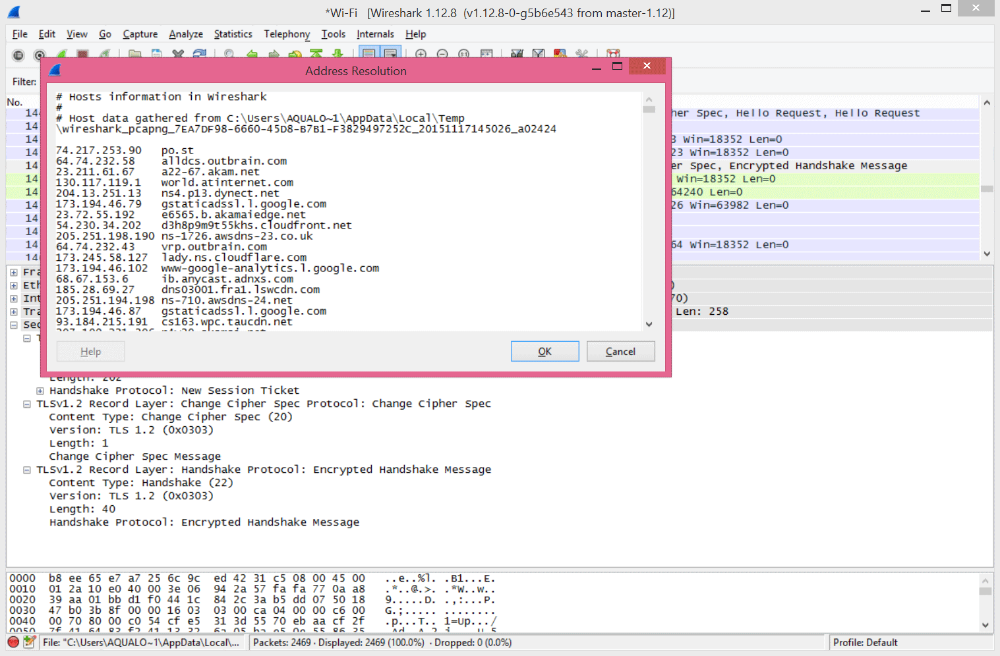 *Wi-Fi [Wireshark 1.12.8 (v1.12.8-0-g5b6e543 from master-1.12)]
File Edit View Go Capture Analyze Statistics Telephony Tools Internals Help
Address Resolution
Filter:
No.
# Hosts information in Wireshark
#
# Host data gathered from C:\Users\AQUALO~1\AppData\Local\Temp
\wireshark_pcapng_7EA7DF98-6660-45D8-B7B1-F3829497252C_20151117145026_a02424
74.217.253.90 po.st
64.74.232.58 alldcs.outbrain.com
23.211.61.67 a22-67.akam.net
130.117.119.1 world.atinternet.com
204.13.251.13 ns4.p13.dynect.net
173.194.46.79 gstaticadssl.l.google.com
23.72.55.192 e6565.b.akamaiedge.net
54.230.34.202 d3h8p9m9t55khs.cloudfront.net
205.251.198.190 ns-1726.awsdns-23.co.uk
64.74.232.43 vrp.outbrain.com
173.245.58.127 lady.ns.cloudflare.com
173.194.46.102 www-google-analytics.l.google.com
68.67.153.6 ib.anycast.adnxs.com
185.28.69.27 dns03001.fra1.lswcdn.com
205.251.194.198 ns-710.awsdns-24.net
173.194.46.87 gstaticadssl.l.google.com
93.184.215.191 cs163.wpc.taucdn.net
Help OK Cancel
14
14
14
14
14
14
14
14
14
14
14
her Spec, Hello Request, Hello Request
3 Win=18352 Len=0
23 Win=18352 Len=0
er Spec, Encrypted Handshake Message
Win=18352 Len=0
64240 Len=0
26 Win=63982 Len=0
64 Win=18352 Len=0
Fra
Eth
)
Int
70)
Tra
Len: 258
Sec
T
Length: 202
Handshake Protocol: New Session Ticket
TLSv1.2 Record Layer: Change Cipher Spec Protocol: Change Cipher Spec
Content Type: Change Cipher Spec (20)
Version: TLS 1.2 (0x0303)
Length: 1
Change Cipher Spec Message
TLSv1.2 Record Layer: Handshake Protocol: Encrypted Handshake Message
Content Type: Handshake (22)
Version: TLS 1.2 (0x0303)
Length: 40
Handshake Protocol: Encrypted Handshake Message
0000 b8 ee 65 e7 a7 25 6c 9c ed 42 31 c5 08 00 45 00 ..e..%l. .B1...E.
0010 01 2a 10 e0 40 00 3e 06 94 2a 57 fa fa 77 0a a8 .*..@.>. .*W..w..
0020 39 aa 01 bb d1 f0 44 1c 84 2c 3a b5 dd 07 50 18 9.....D. .,:...P.
0030 47 b0 3b 8f 00 00 16 03 03 00 ca 04 00 00 c6 00 G.;..... ........
0040 00 70 80 00 c0 54 cf e5 31 3d 55 70 eb aa cf 2f .p...T.. 1=Up.../
File: "C:\Users\AQUALO~1\AppData\Local\... Packets: 2469 · Displayed: 2469 (100.0%) · Dropped: 0 (0.0%) Profile: Default